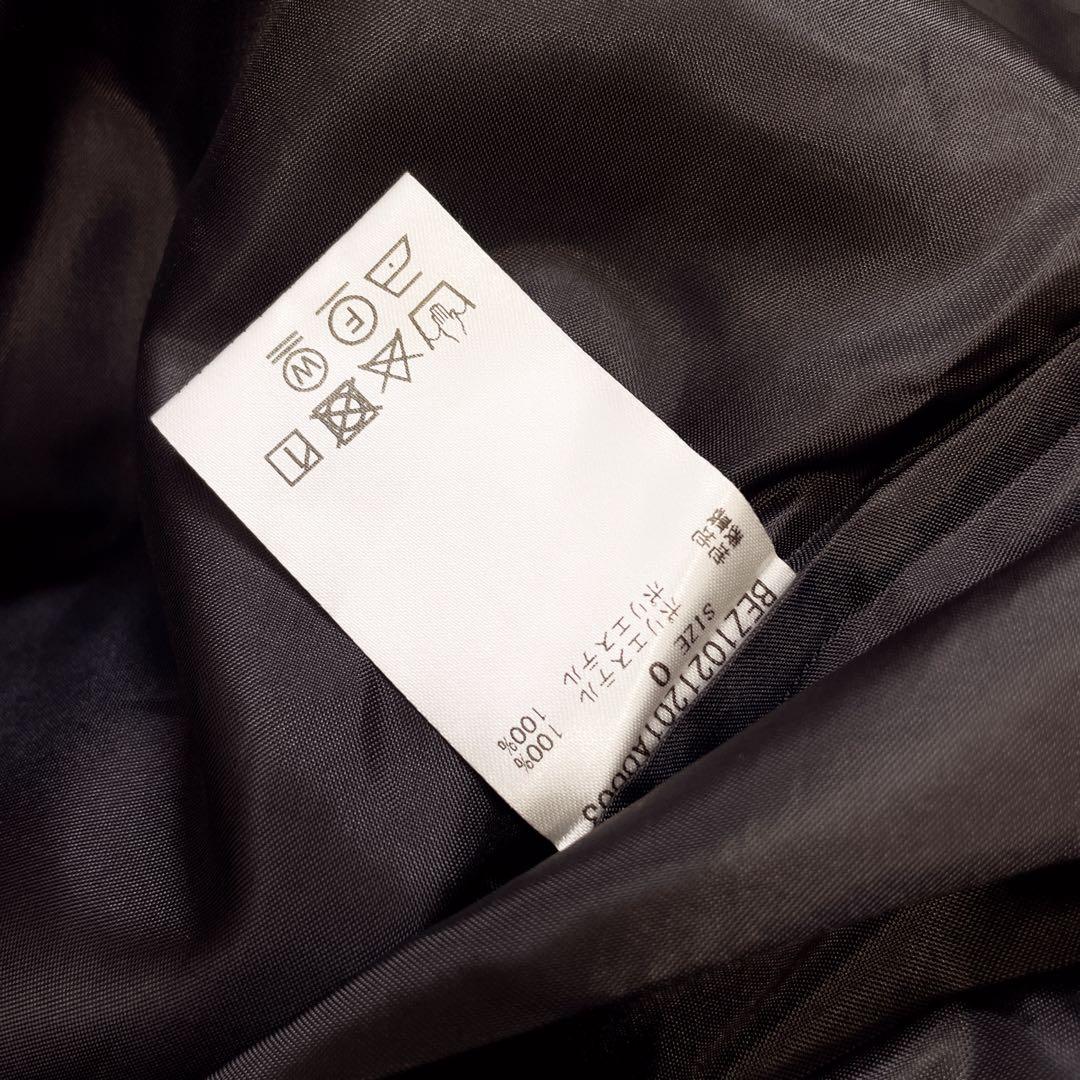 BEZ1021201A0003
SIZE 0
表地 ポリエステル 100%
裏地 ポリエステル 100%
F
W